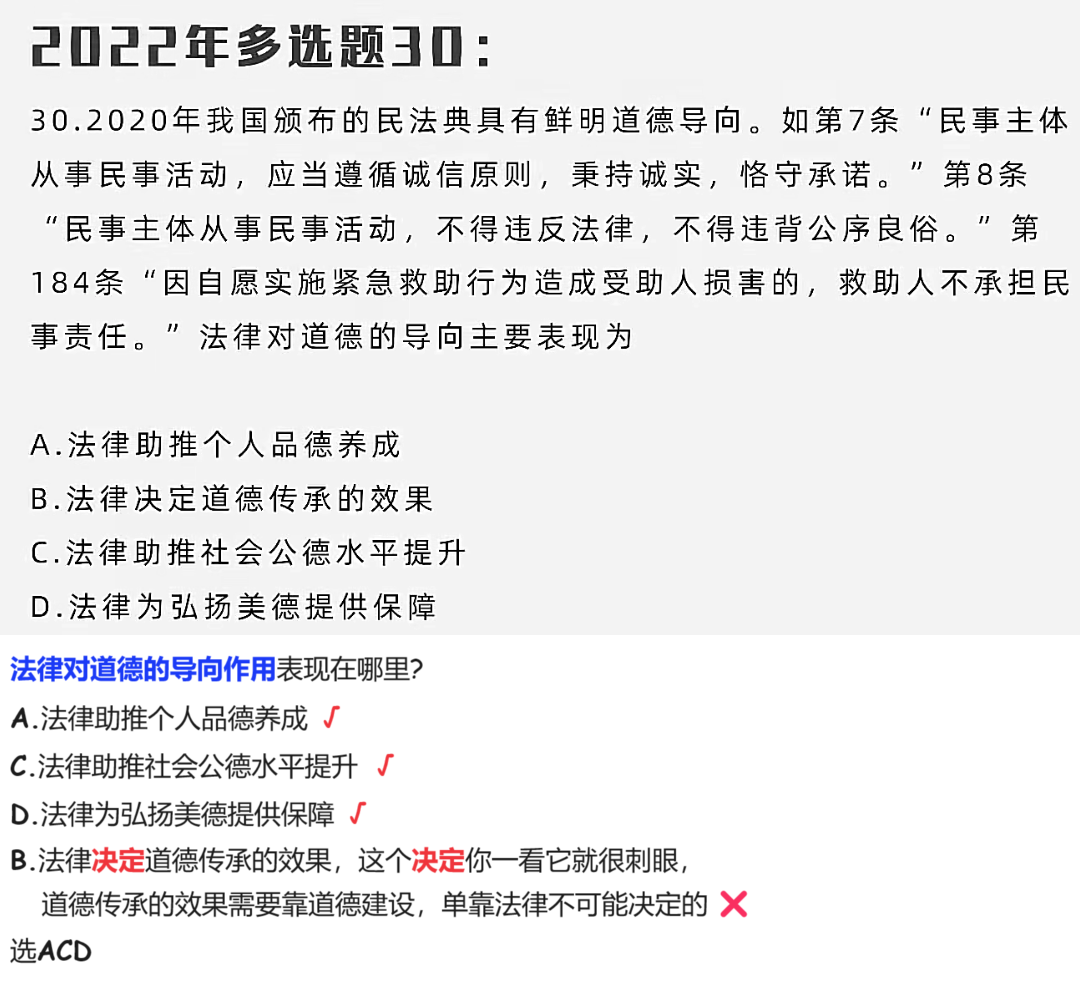 2022年多选题30：
30.2020年我国颁布的民法典具有鲜明道德导向。如第7条“民事主体
从事民事活动，应当遵循诚信原则，秉持诚实，恪守承诺。”第8条
“民事主体从事民事活动，不得违反法律，不得违背公序良俗。”第
184条“因自愿实施紧急救助行为造成受助人损害的，救助人不承担民
事责任。”法律对道德的导向主要表现为
A.法律助推个人品德养成
B.法律决定道德传承的效果
C.法律助推社会公德水平提升
D.法律为弘扬美德提供保障
法律对道德的导向作用表现在哪里?
A.法律助推个人品德养成 √
C.法律助推社会公德水平提升 √
D.法律为弘扬美德提供保障 √
B.法律决定道德传承的效果，这个决定你一看它就很刺眼，
道德传承的效果需要靠道德建设，单靠法律不可能决定的 ❌
选ACD